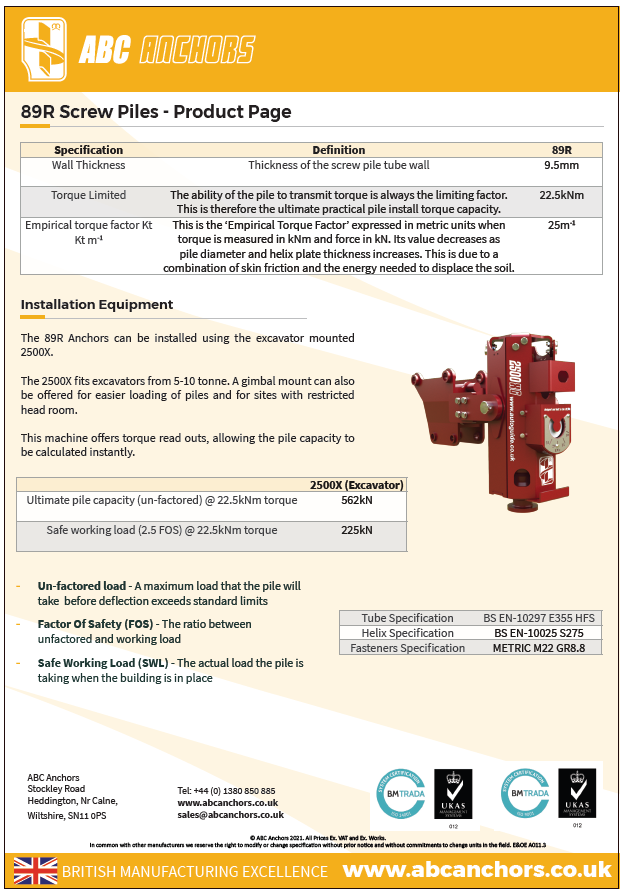 ABC ANCHORS
89R Screw Piles - Product Page
Specification Definition 89R
Wall Thickness Thickness of the screw pile tube wall 9.5mm
Torque Limited The ability of the pile to transmit torque is always the limiting factor. 22.5kNm
This is therefore the ultimate practical pile install torque capacity.
Empirical torque factor Kt This is the ‘Empirical Torque Factor’ expressed in metric units when 25m-1
Kt m-1 torque is measured in kNm and force in kN. Its value decreases as
pile diameter and helix plate thickness increases. This is due to a
combination of skin friction and the energy needed to displace the soil.
Installation Equipment
The 89R Anchors can be installed using the excavator mounted
2500X.
The 2500X fits excavators from 5-10 tonne. A gimbal mount can also
be offered for easier loading of piles and for sites with restricted
head room.
This machine offers torque read outs, allowing the pile capacity to
be calculated instantly.
www.autoguide.co.uk
2500X (Excavator)
Ultimate pile capacity (un-factored) @ 22.5kNm torque 562kN
Safe working load (2.5 FOS) @ 22.5kNm torque 225kN
- Un-factored load - A maximum load that the pile will
take before deflection exceeds standard limits
- Factor Of Safety (FOS) - The ratio between
unfactored and working load
- Safe Working Load (SWL) - The actual load the pile is
taking when the building is in place
Tube Specification BS EN-10297 E355 HFS
Helix Specification BS EN-10025 S275
Fasteners Specification METRIC M22 GR8.8
ABC Anchors
Stockley Road
Heddington, Nr Calne,
Wiltshire, SN11 0PS
Tel: +44 (0) 1380 850 885
www.abcanchors.co.uk
sales@abcanchors.co.uk
SYSTEM CERTIFICATION
BMTRADA
UKAS
MANAGEMENT
SYSTEMS
012
SYSTEM CERTIFICATION
BMTRADA
UKAS
MANAGEMENT
SYSTEMS
012
© ABC Anchors 2021. All Prices Ex. VAT and Ex. Works.
In common with other manufacturers we reserve the right to modify or change specification without prior notice and without commitments to change units in the field. E&OE A011.3
BRITISH MANUFACTURING EXCELLENCE www.abcanchors.co.uk